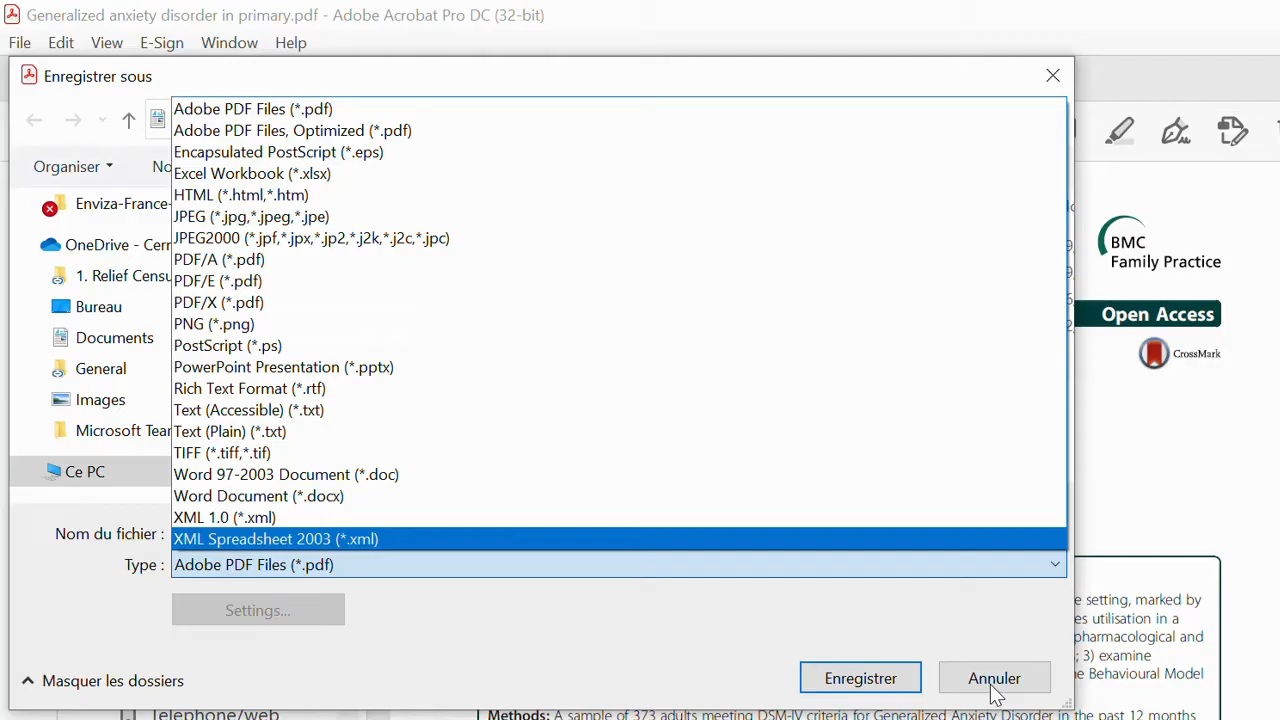 Generalized anxiety disorder in primary.pdf - Adobe Acrobat Pro DC (32-bit)
File Edit View E-Sign Window Help
Enregistrer sous
Organiser No
Enviza-France-
OneDrive - Cerr
1. Relief Censu
Bureau
Documents
General
Images
Microsoft Tean
Ce PC
Adobe PDF Files (*.pdf)
Adobe PDF Files, Optimized (*.pdf)
Encapsulated PostScript (*.eps)
Excel Workbook (*.xlsx)
HTML (*.html,*.htm)
JPEG (*.jpg,*.jpeg,*.jpe)
JPEG2000 (*.jpf,*.jpx,*.jp2,*.j2k,*.j2c,*.jpc)
PDF/A (*.pdf)
PDF/E (*.pdf)
PDF/X (*.pdf)
PNG (*.png)
PostScript (*.ps)
PowerPoint Presentation (*.pptx)
Rich Text Format (*.rtf)
Text (Accessible) (*.txt)
Text (Plain) (*.txt)
TIFF (*.tiff,*.tif)
Word 97-2003 Document (*.doc)
Word Document (*.docx)
XML 1.0 (*.xml)
XML Spreadsheet 2003 (*.xml)
Nom du fichier :
Type : Adobe PDF Files (*.pdf)
Settings...
Masquer les dossiers
Enregistrer Annuler
BMC
Family Practice
Open Access
CrossMark
e setting, marked by
es utilisation in a
pharmacological and
; 3) examine
ne Behavioural Model
Telephone/web
Methods: A sample of 373 adults meeting DSM-IV criteria for Generalized Anxiety Disorder in the past 12 months